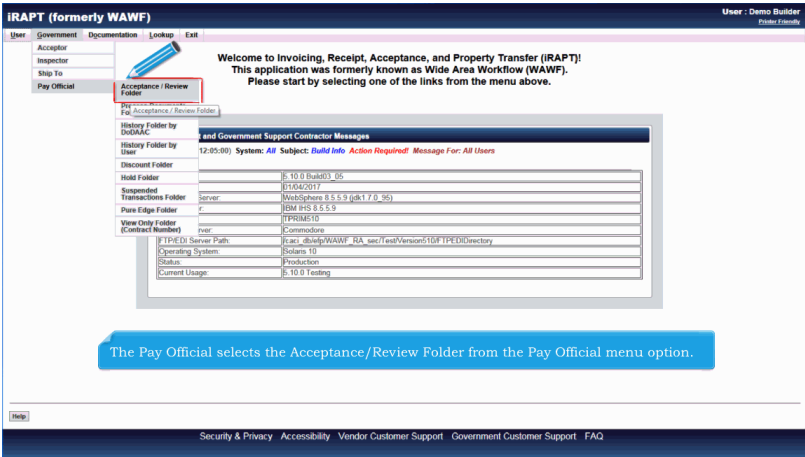 iRAPT (formerly WAWF)
User : Demo Builder
Printer Friendly
User Government Documentation Lookup Exit
Acceptor
Inspector
Ship To
Pay Official
Acceptance / Review
Folder
Acceptance / Review Folder
History Folder by
DoDAAC
History Folder by
User
Discount Folder
Hold Folder
Suspended
Transactions Folder
Pure Edge Folder
View Only Folder
(Contract Number)
Welcome to Invoicing, Receipt, Acceptance, and Property Transfer (iRAPT)!
This application was formerly known as Wide Area Workflow (WAWF).
Please start by selecting one of the links from the menu above.
t and Government Support Contractor Messages
12:05:00) System: All Subject: Build Info Action Required! Message For: All Users
5.10.0 Build03_05
01/04/2017
Server: WebSphere 8.5.5.9 (jdk1.7.0_95)
r: IBM IHS 8.5.5.9
TPRIM510
rver: Commodore
FTP/EDI Server Path: /caci_db/efp/WAWF_RA_sec/Test/Version510/FTPEDIDirectory
Operating System: Solaris 10
Status: Production
Current Usage: 5.10.0 Testing
The Pay Official selects the Acceptance/Review Folder from the Pay Official menu option.
Help
Security & Privacy Accessibility Vendor Customer Support Government Customer Support FAQ